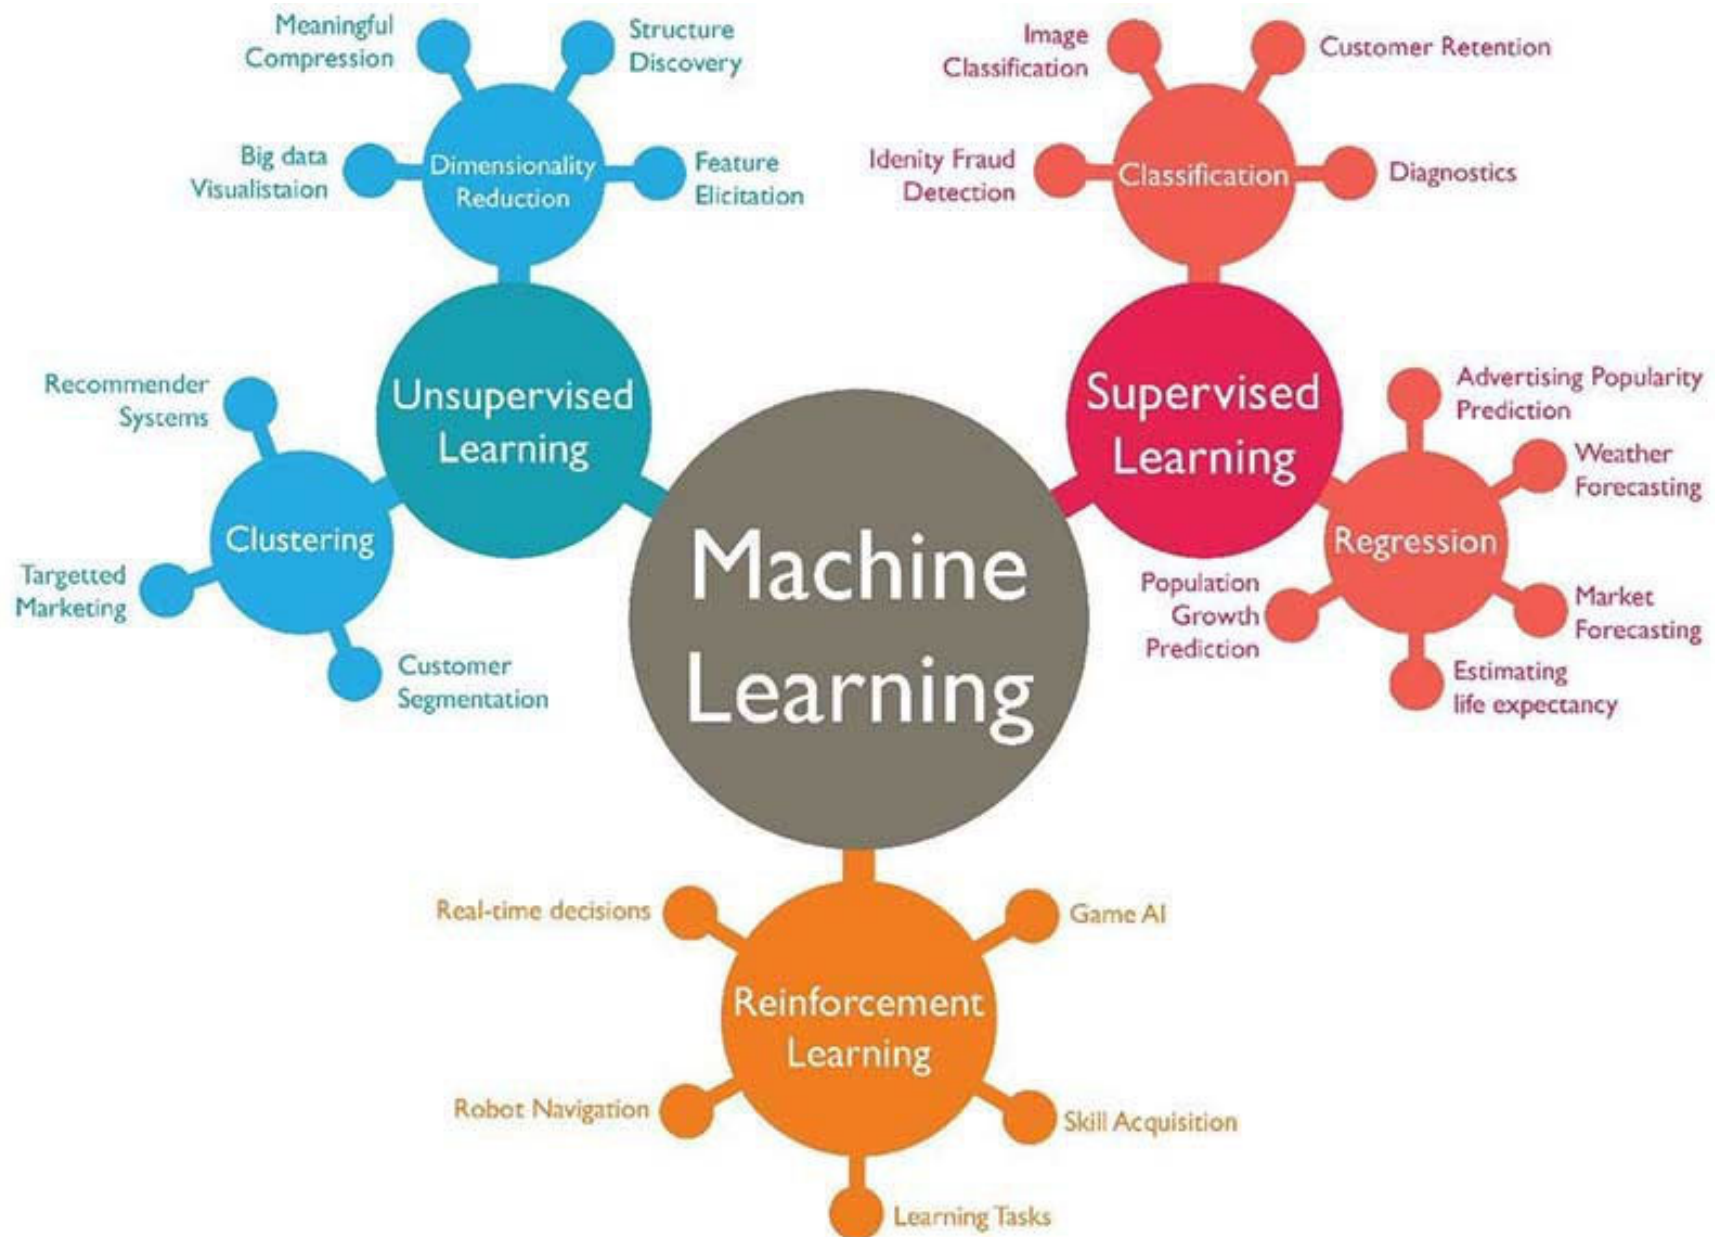 Meaningful
Compression
Structure
Discovery
Big data
Visualistaion
Dimensionality
Reduction
Feature
Elicitation
Image
Classification
Customer Retention
Idenity Fraud
Detection
Classification
Diagnostics
Unsupervised
Learning
Recommender
Systems
Clustering
Targetted
Marketing
Customer
Segmentation
Supervised
Learning
Advertising Popularity
Prediction
Weather
Forecasting
Regression
Population
Growth
Prediction
Market
Forecasting
Estimating
life expectancy
Machine
Learning
Real-time decisions
Game AI
Reinforcement
Learning
Robot Navigation
Skill Acquisition
Learning Tasks